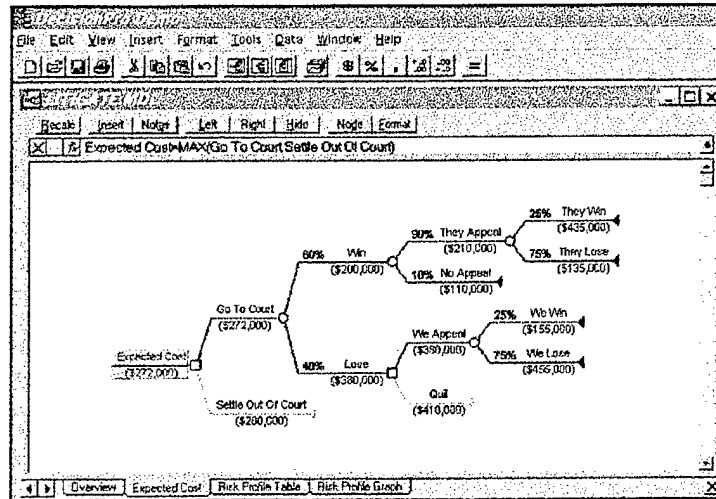 DecisionPro Demo
File Edit View Insert Format Tools Data Window Help
Recalc Insert Notes Left Right Hide Node Format
Expected Cost=MAX(Go To Court,Settle Out Of Court)
25% They Win
($435,000)
90% They Appeal
($210,000)
75% They Lose
($135,000)
60% Win
($200,000)
10% No Appeal
($110,000)
Go To Court
($272,000)
25% We Win
($155,000)
We Appeal
($380,000)
75% We Lose
($455,000)
40% Lose
($380,000)
Quit
($410,000)
Expected Cost
($272,000)
Settle Out Of Court
($280,000)
Overview Expected Cost Risk Profile Table Risk Profile Graph